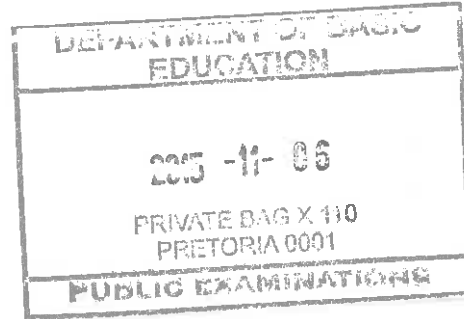 DEPARTMENT OF BASIC
EDUCATION
2015 -11- 06
PRIVATE BAG X 110
PRETORIA 0001
PUBLIC EXAMINATIONS